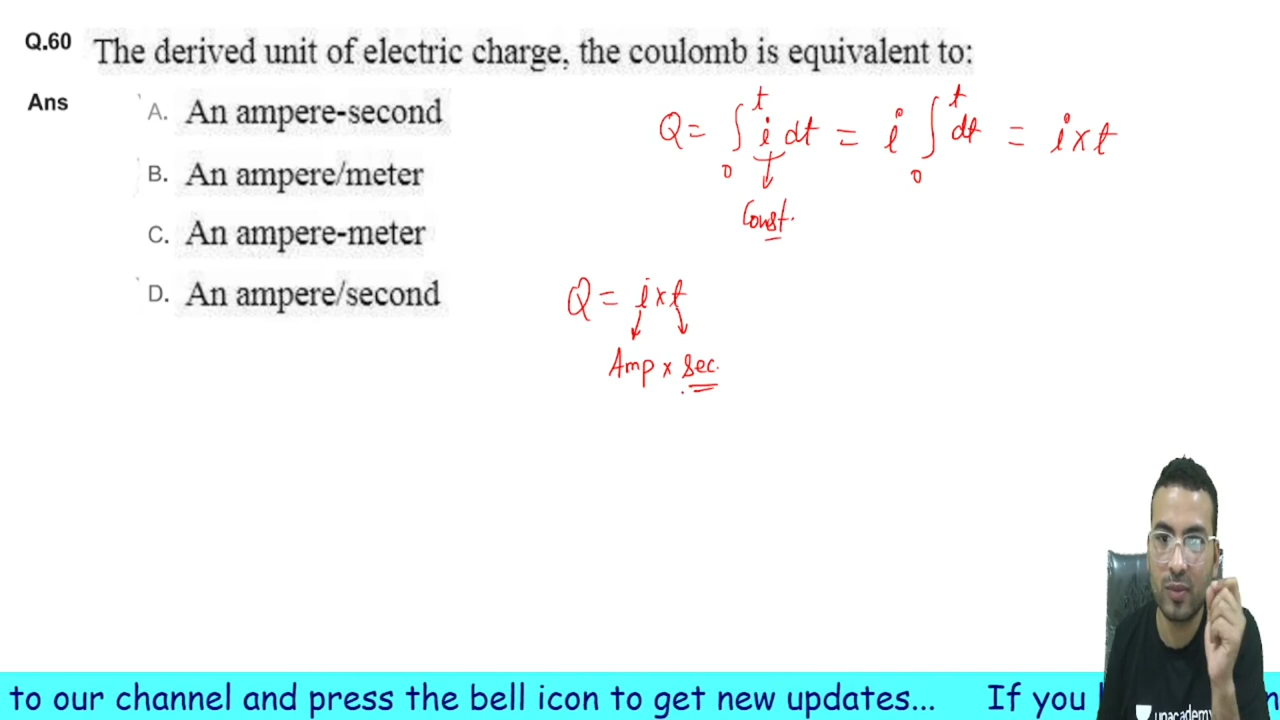 Q.60 The derived unit of electric charge, the coulomb is equivalent to:
Ans
A. An ampere-second
B. An ampere/meter
C. An ampere-meter
D. An ampere/second
Q = ∫₀ᵗ i dt = i ∫₀ᵗ dt = i x t
Const.
Q = i x t
Amp x Sec.
to our channel and press the bell icon to get new updates... If you
unacademy